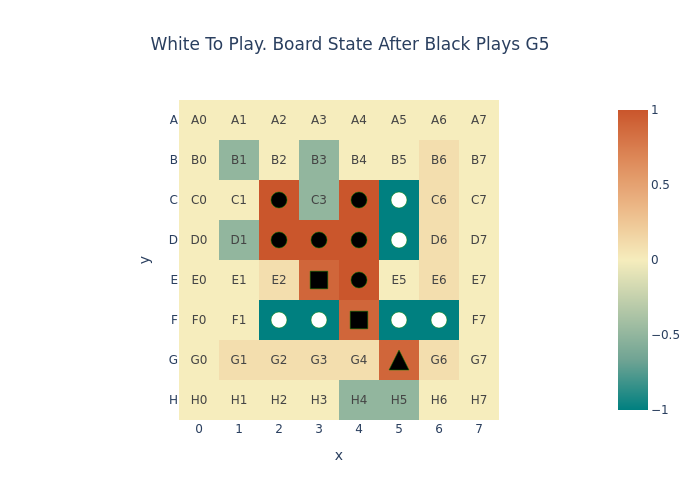 White To Play. Board State After Black Plays G5
A A0 A1 A2 A3 A4 A5 A6 A7
B B0 B1 B2 B3 B4 B5 B6 B7
C C0 C1 C3 C6 C7
D D0 D1 D6 D7
E E0 E1 E2 E5 E6 E7
F F0 F1 F7
G G0 G1 G2 G3 G4 G6 G7
H H0 H1 H2 H3 H4 H5 H6 H7
0 1 2 3 4 5 6 7
x
y
1
0.5
0
−0.5
−1